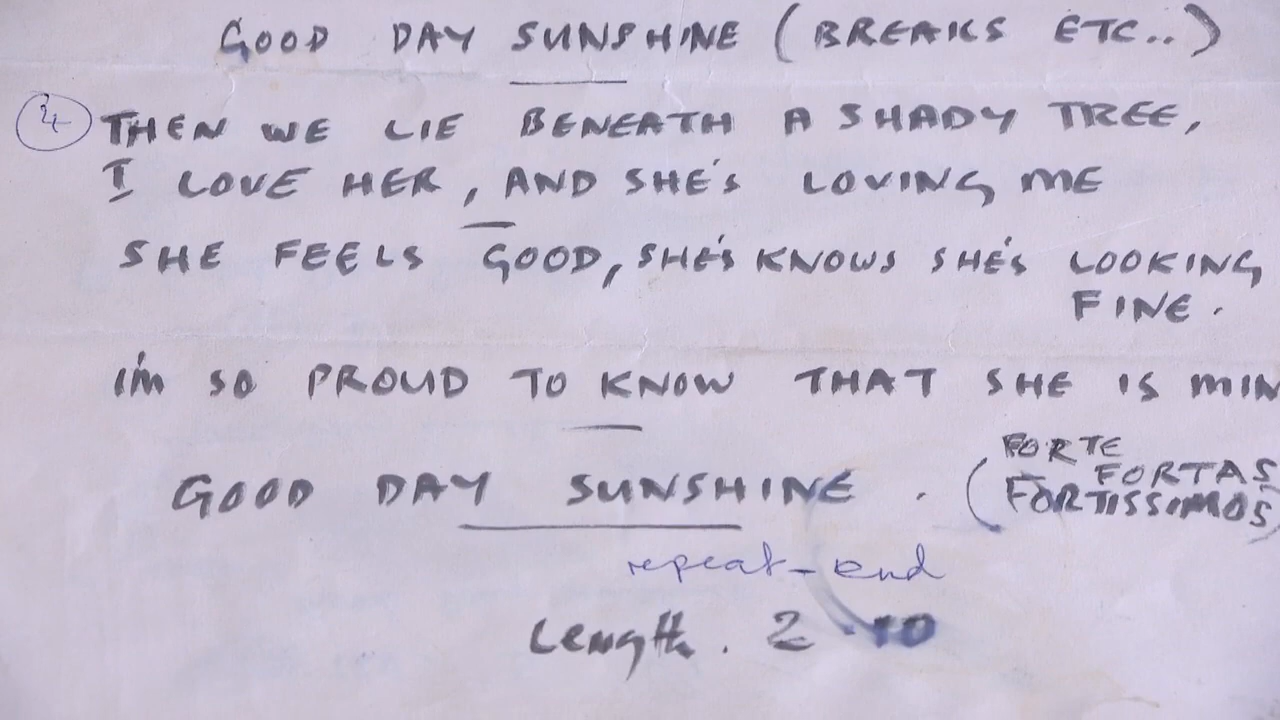 GOOD DAY SUNSHINE (BREAKS ETC..)
THEN WE LIE BENEATH A SHADY TREE,
I LOVE HER, AND SHE'S LOVING ME
SHE FEELS GOOD, SHE'S KNOWS SHE'S LOOKING
FINE.
I'M SO PROUD TO KNOW THAT SHE IS MIN
GOOD DAY SUNSHINE. (FORTE
FORTAS
FORTISSIMOS)
repeat-end
Length. 2.10